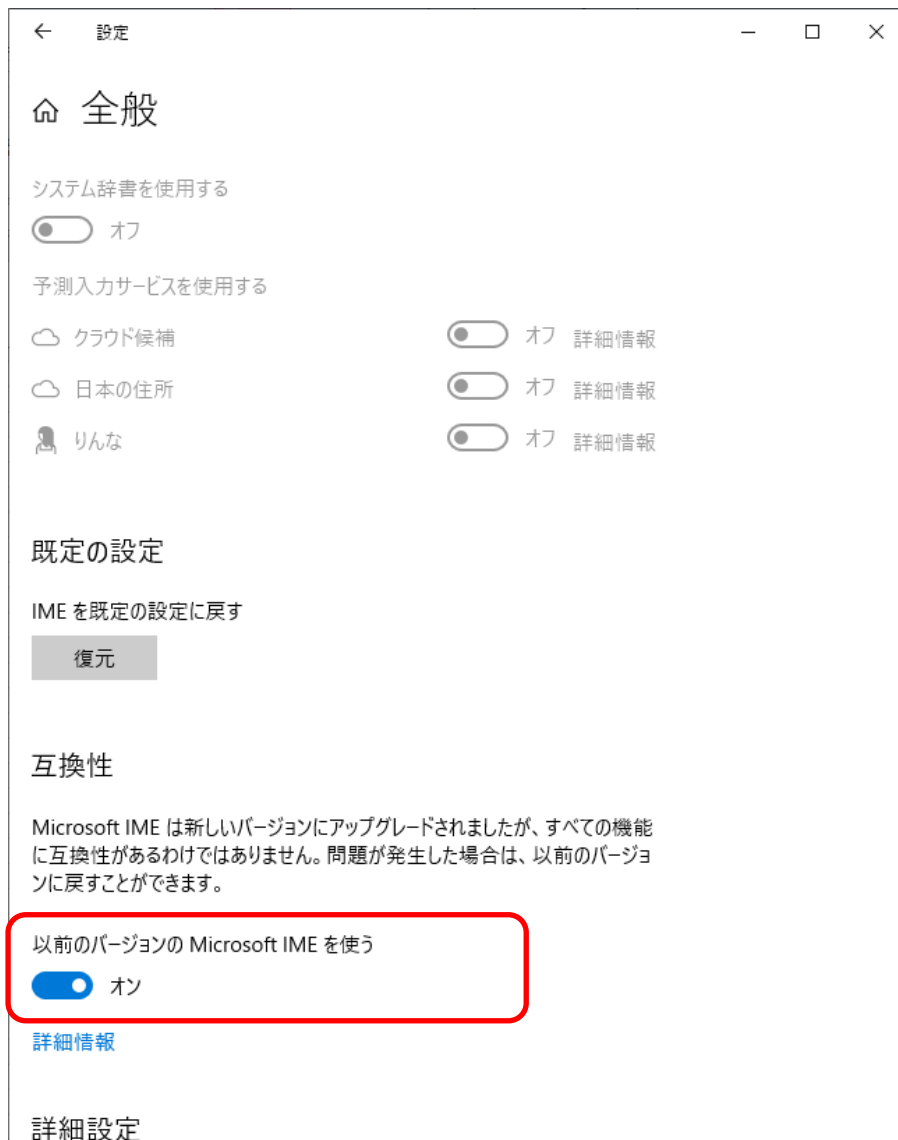 設定
全般
システム辞書を使用する
オフ
予測入力サービスを使用する
クラウド候補 オフ 詳細情報
日本の住所 オフ 詳細情報
りんな オフ 詳細情報
既定の設定
IME を既定の設定に戻す
復元
互換性
Microsoft IME は新しいバージョンにアップグレードされましたが、すべての機能
に互換性があるわけではありません。問題が発生した場合は、以前のバージョ
ンに戻すことができます。
以前のバージョンの Microsoft IME を使う
オン
詳細情報
詳細設定